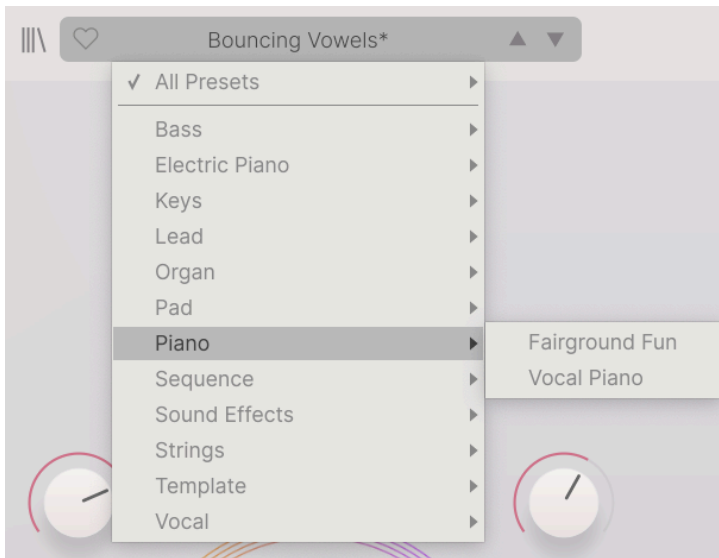 Bouncing Vowels*
All Presets
Bass
Electric Piano
Keys
Lead
Organ
Pad
Piano
Fairground Fun
Vocal Piano
Sequence
Sound Effects
Strings
Template
Vocal